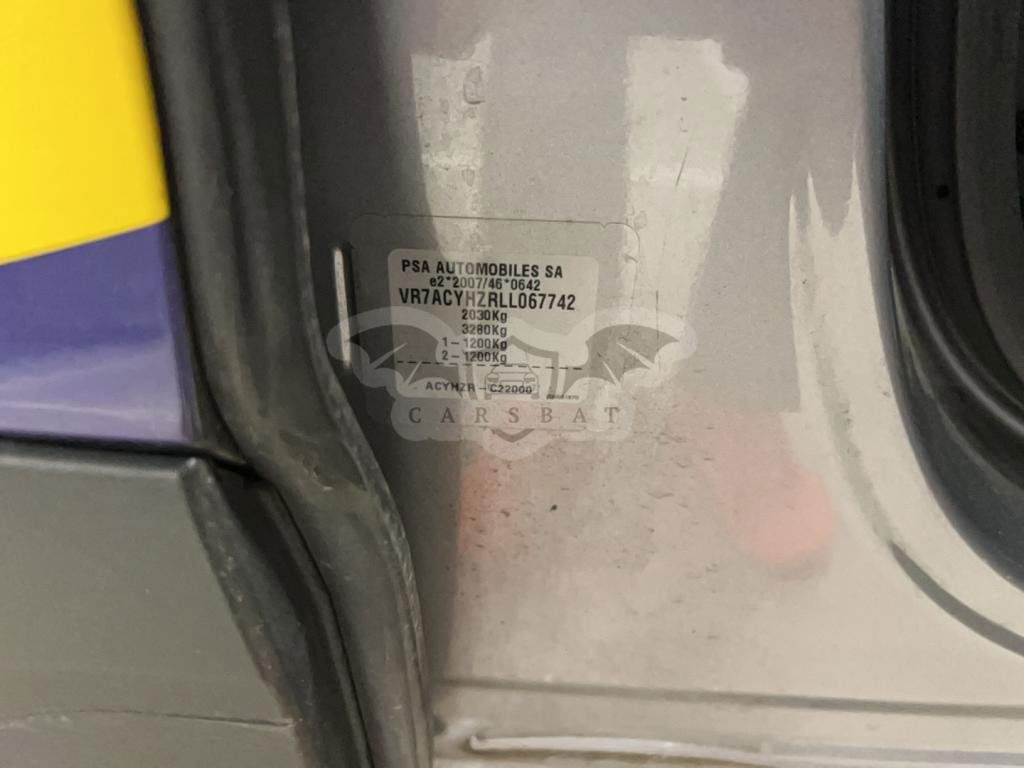 PSA AUTOMOBILES SA
e2*2007/46*0642
VR7ACYHZRLL067742
2030Kg
3280Kg
1-1200Kg
2-1200Kg
ACYHZR-C22000
CARSBAT